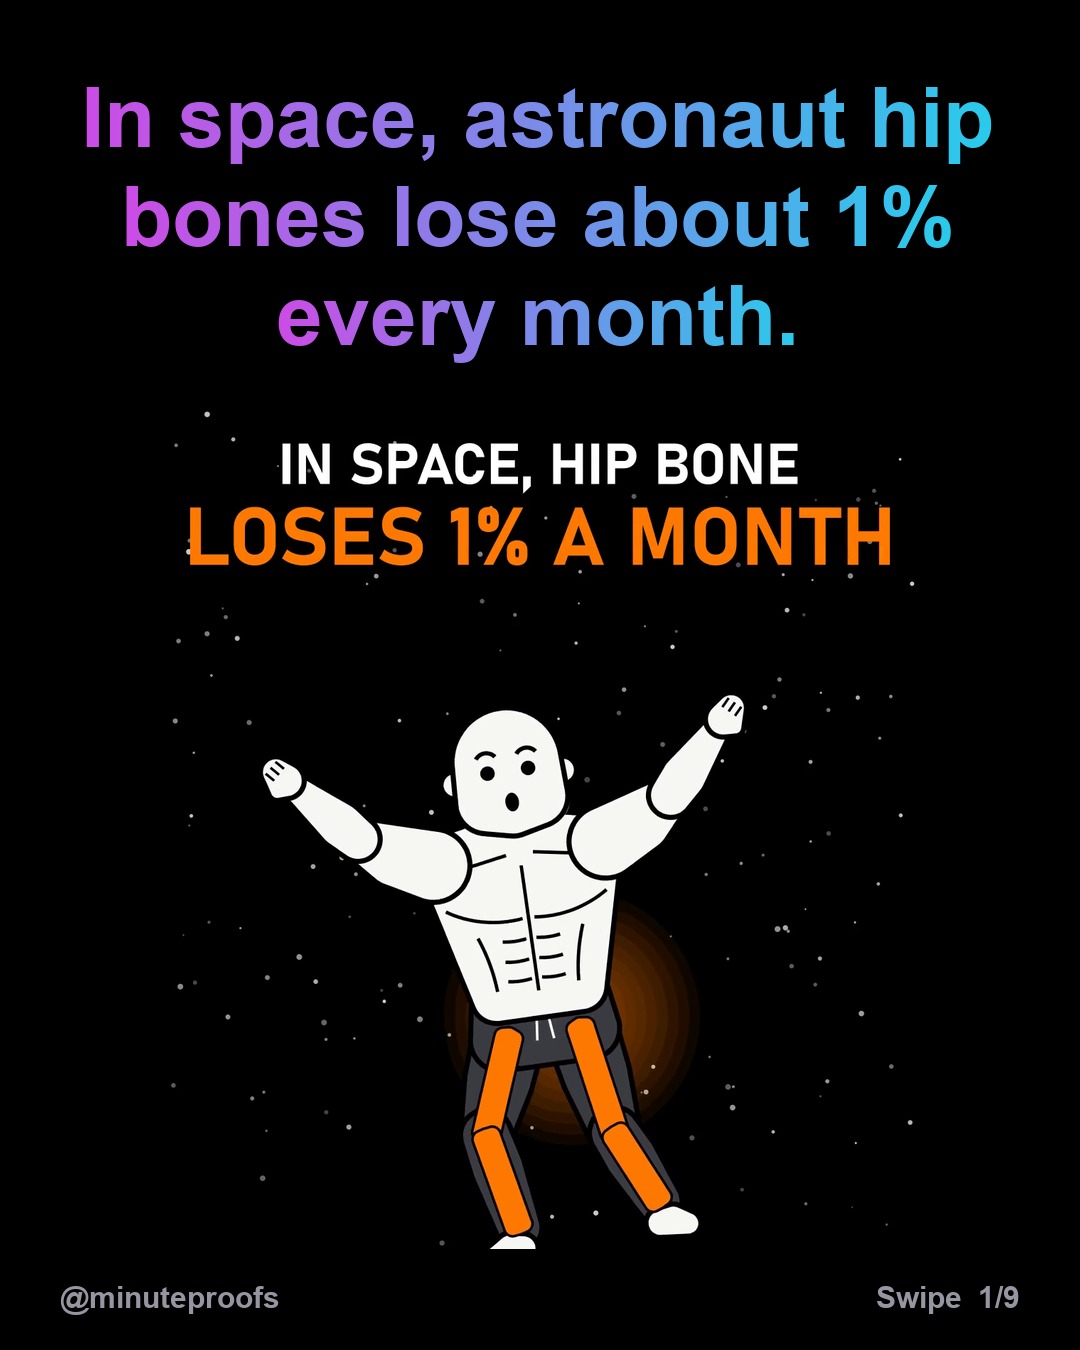 In space, astronaut hip
bones lose about 1%
every month.
IN SPACE, HIP BONE
LOSES 1% A MONTH
@minuteproofs
Swipe 1/9